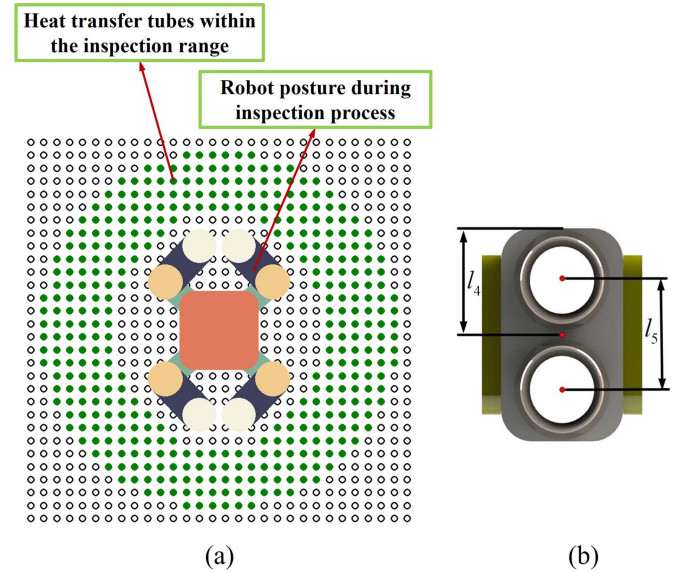 Heat transfer tubes within
the inspection range
Robot posture during
inspection process
l4
l5
(a)
(b)